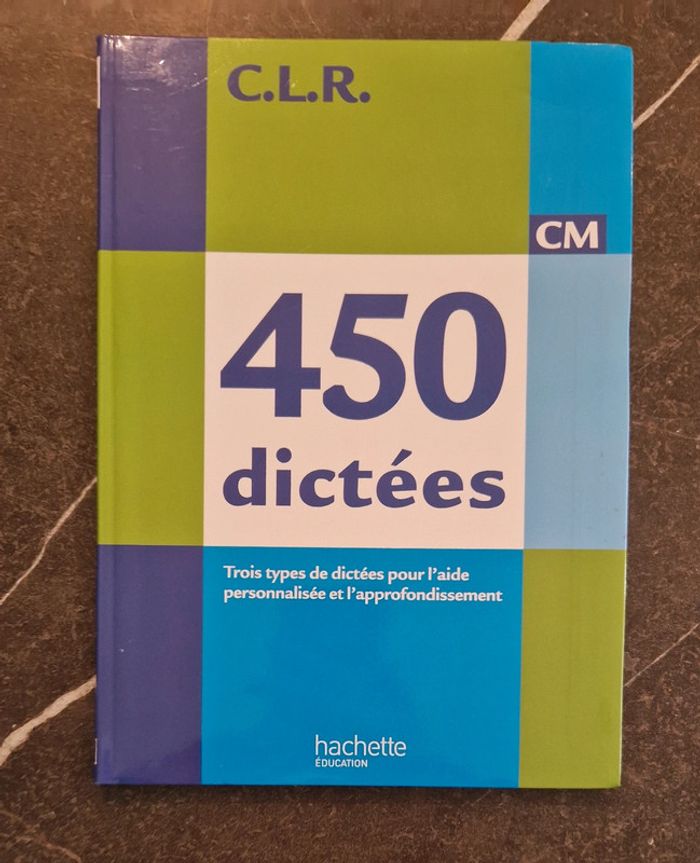 C.L.R.
CM
450
dictées
Trois types de dictées pour l'aide
personnalisée et l'approfondissement
hachette
ÉDUCATION